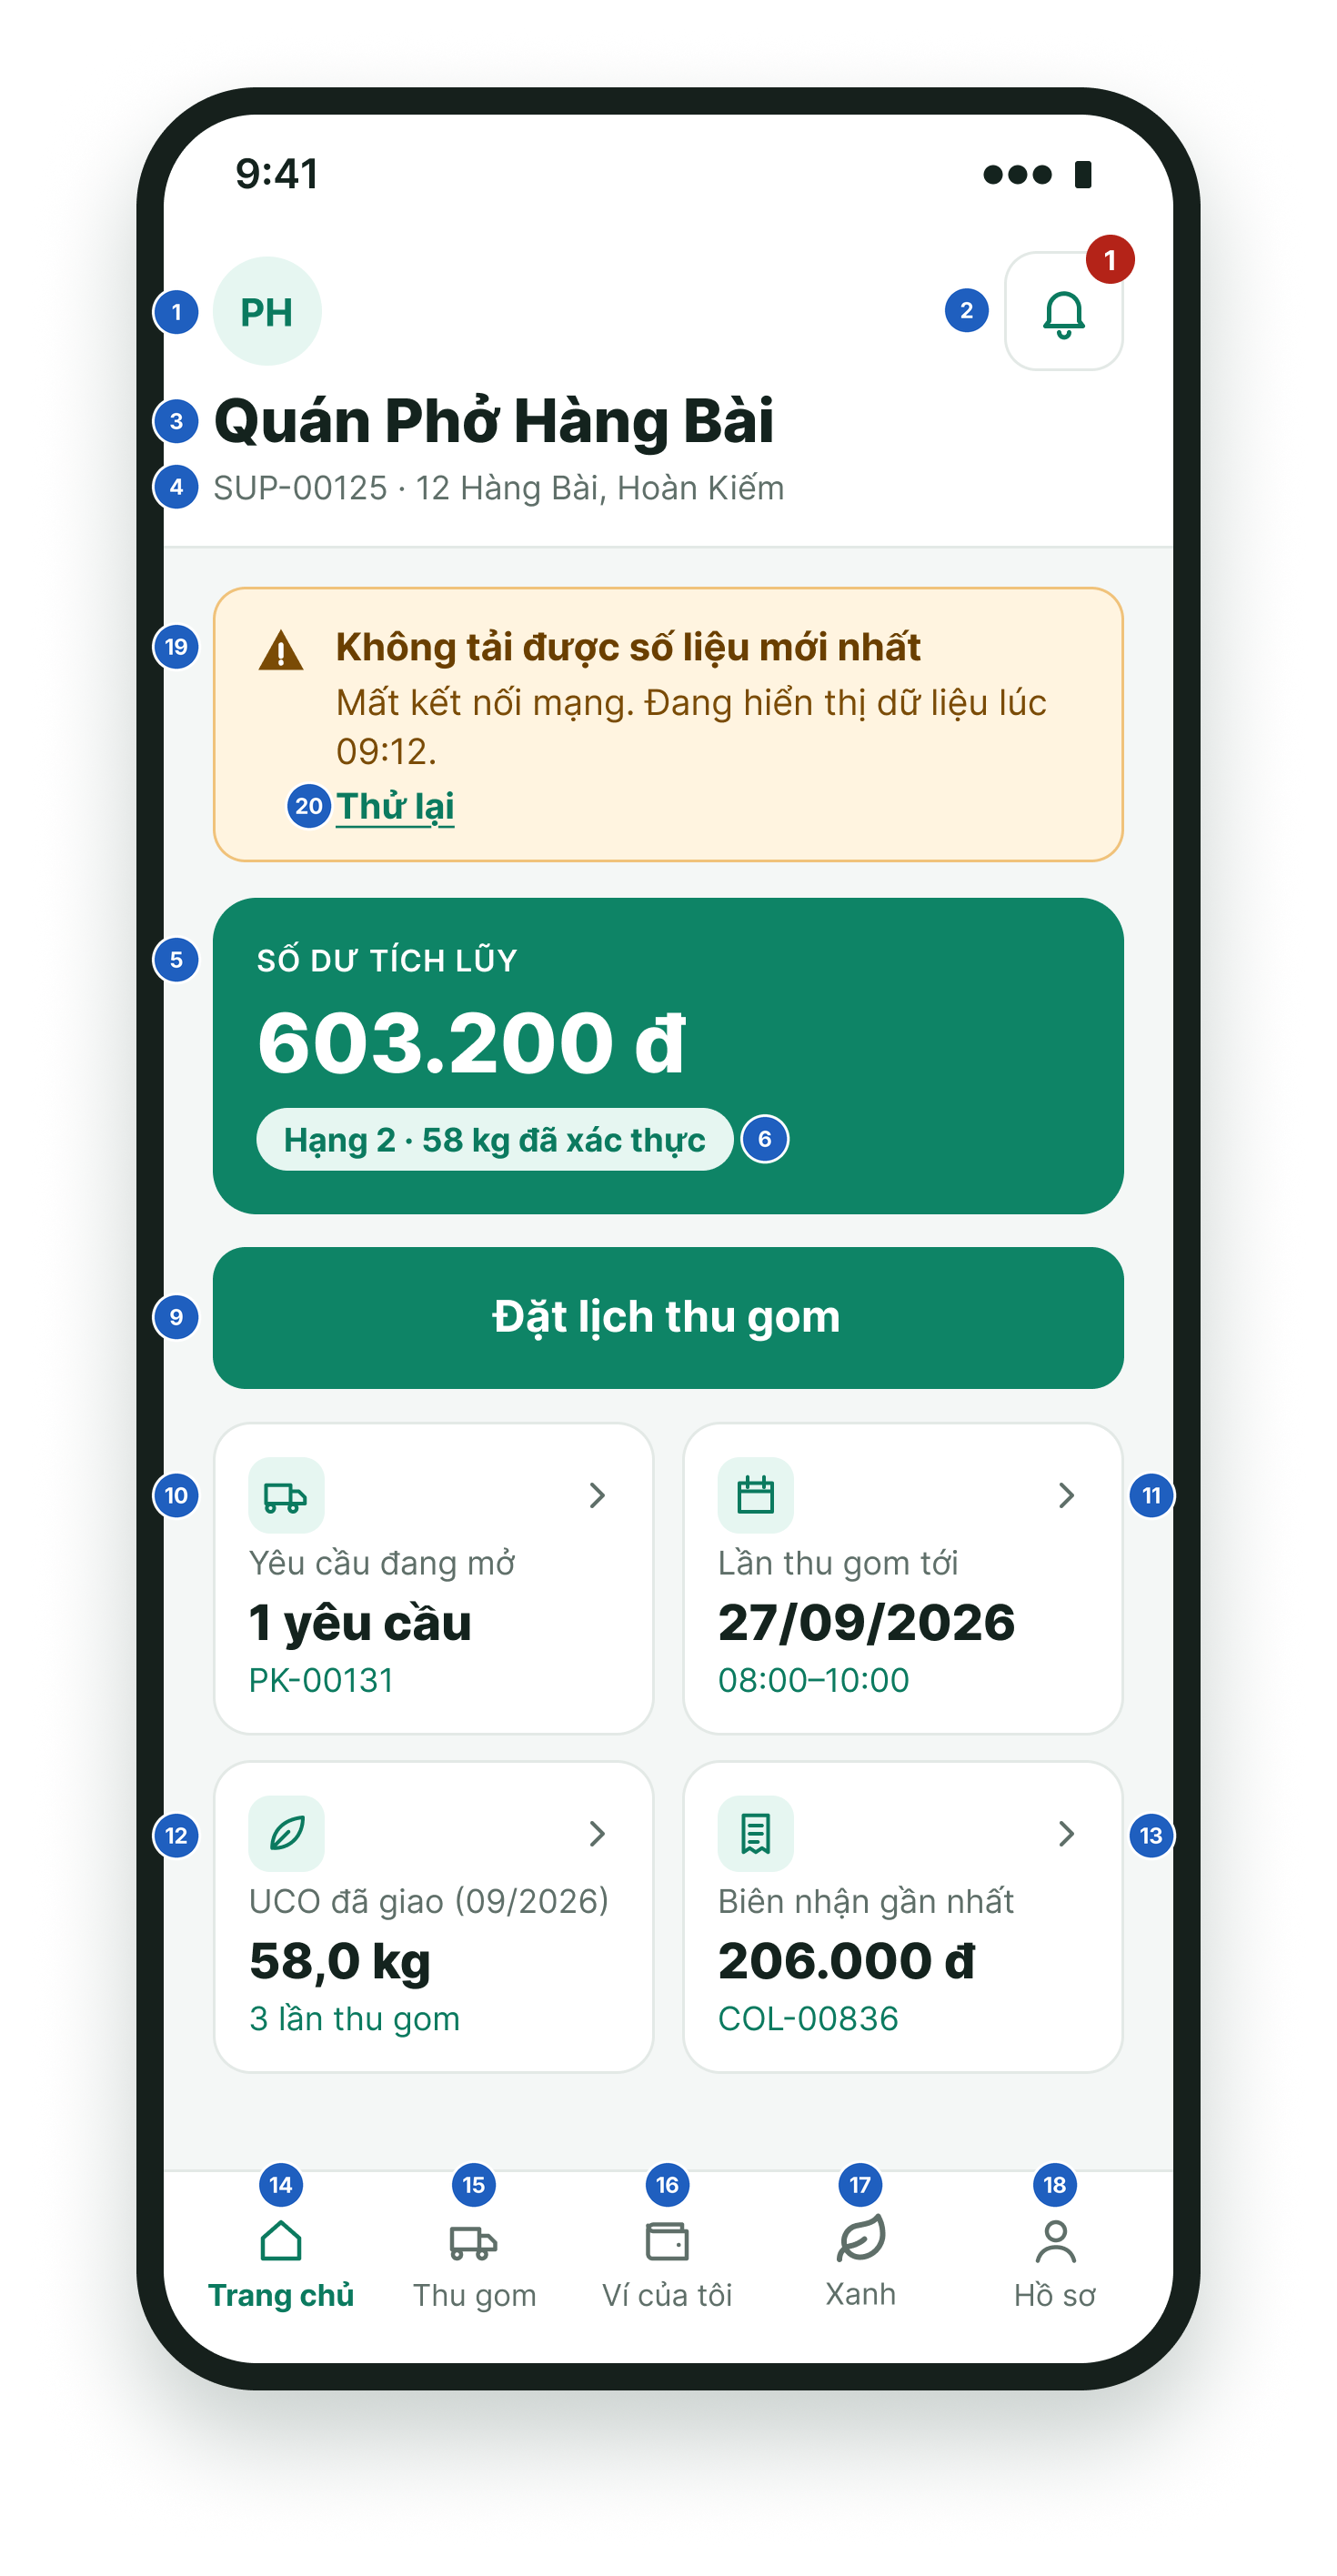 9:41
1
PH
2
1
3
Quán Phở Hàng Bài
4
SUP-00125 · 12 Hàng Bài, Hoàn Kiếm
19
Không tải được số liệu mới nhất
Mất kết nối mạng. Đang hiển thị dữ liệu lúc
09:12.
20
Thử lại
5
SỐ DƯ TÍCH LŨY
603.200 đ
Hạng 2 · 58 kg đã xác thực
6
9
Đặt lịch thu gom
10
Yêu cầu đang mở
1 yêu cầu
PK-00131
11
Lần thu gom tới
27/09/2026
08:00–10:00
12
UCO đã giao (09/2026)
58,0 kg
3 lần thu gom
13
Biên nhận gần nhất
206.000 đ
COL-00836
14
Trang chủ
15
Thu gom
16
Ví của tôi
17
Xanh
18
Hồ sơ